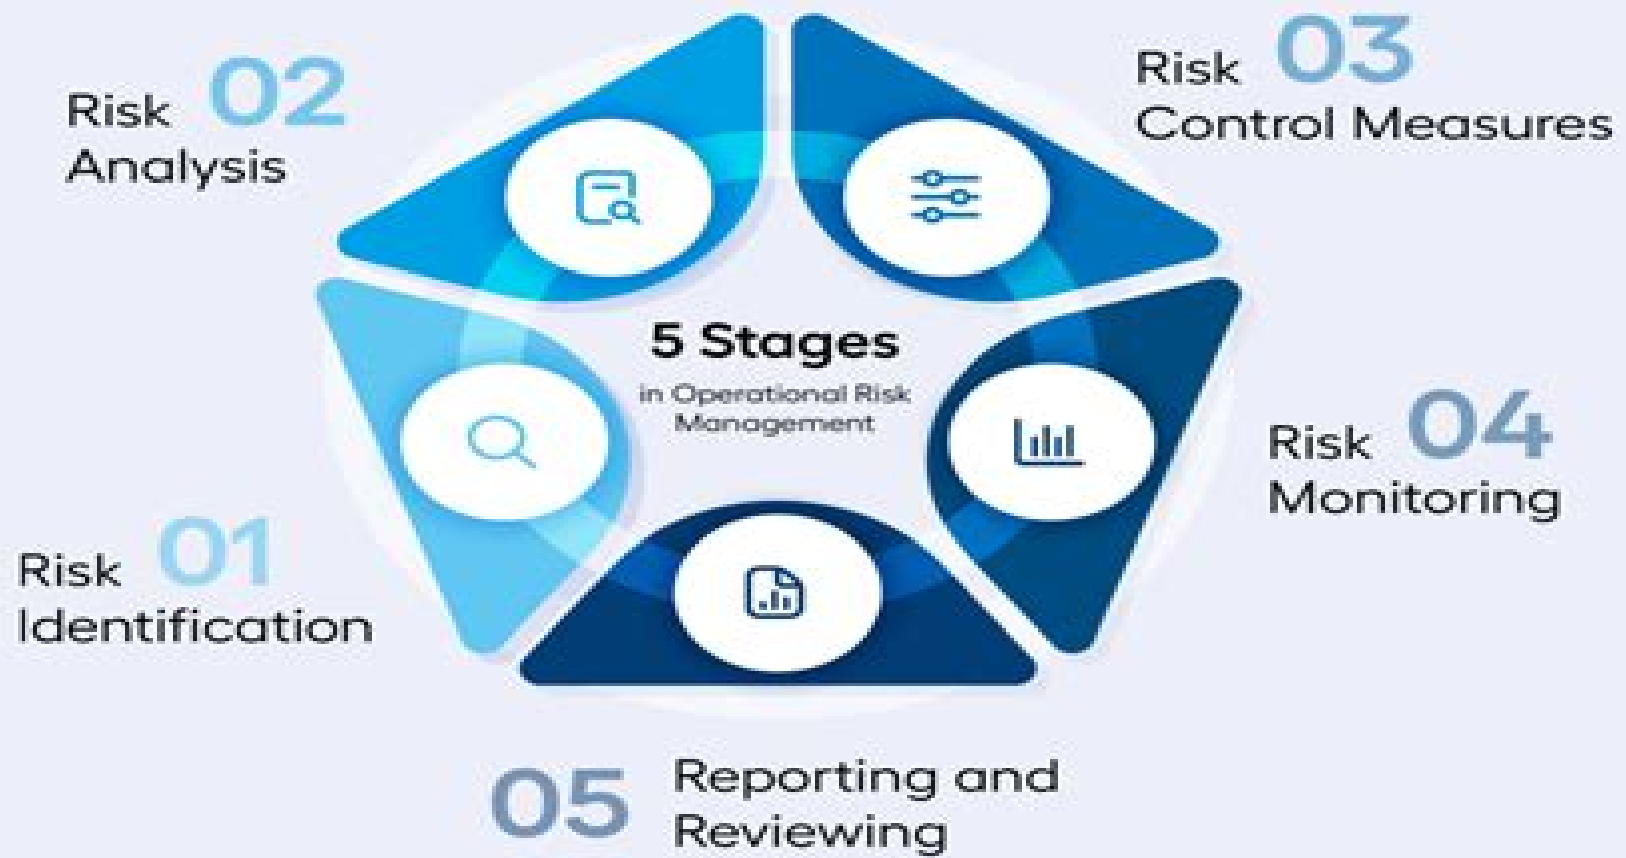 5 Stages
in Operational Risk
Management
01
Risk
Identification
02
Risk
Analysis
03
Risk
Control Measures
04
Risk
Monitoring
05
Reporting and
Reviewing